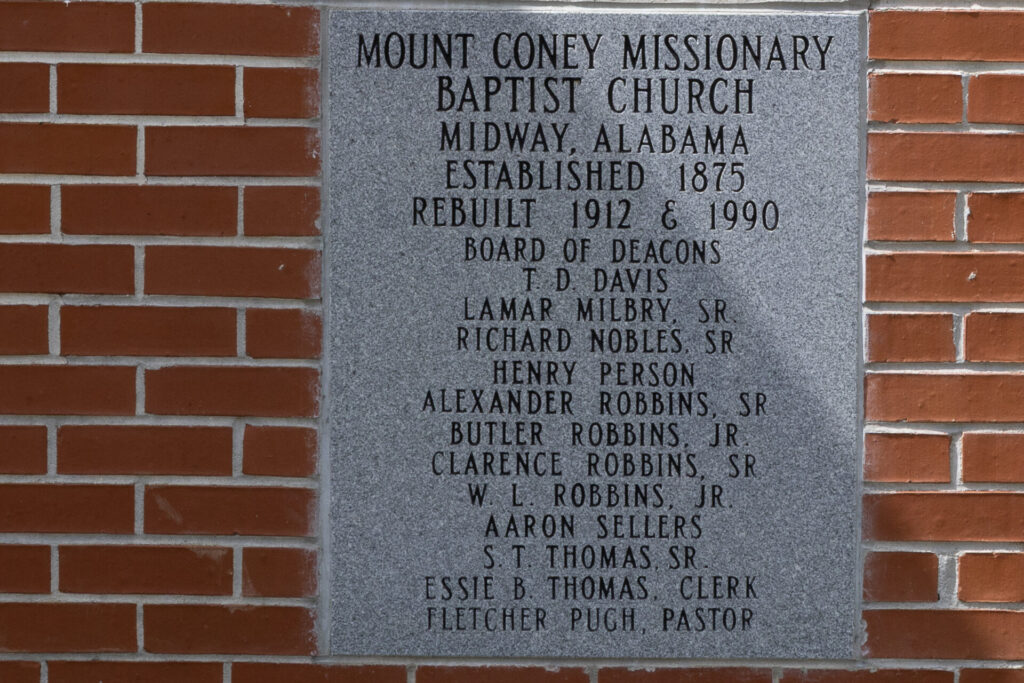 MOUNT CONEY MISSIONARY
BAPTIST CHURCH
MIDWAY, ALABAMA
ESTABLISHED 1875
REBUILT 1912 & 1990
BOARD OF DEACONS
T. D. DAVIS
LAMAR MILBRY, SR.
RICHARD NOBLES, SR
HENRY PERSON
ALEXANDER ROBBINS, SR
BUTLER ROBBINS, JR.
CLARENCE ROBBINS, SR
W. L. ROBBINS, JR.
AARON SELLERS
S. T. THOMAS, SR.
ESSIE B. THOMAS, CLERK
FLETCHER PUGH, PASTOR